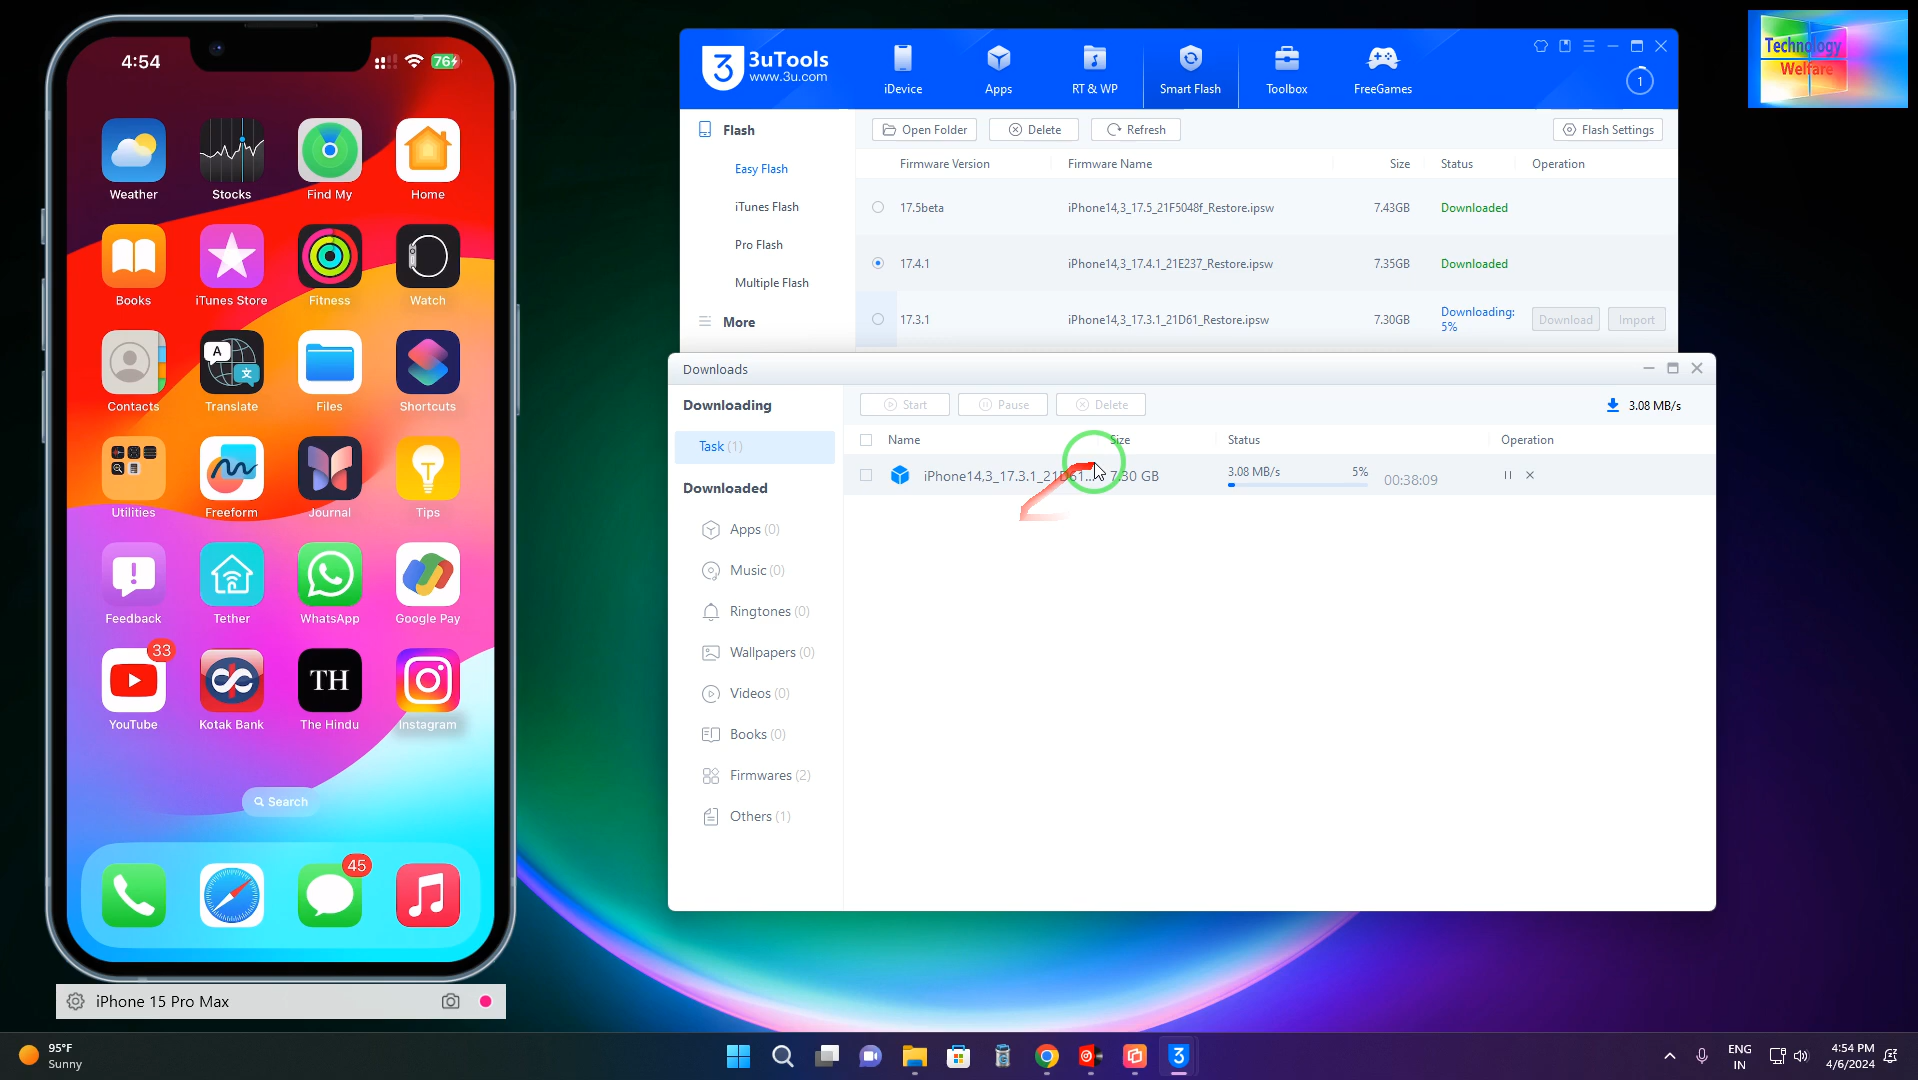 4:54
76
Weather
Stocks
Find My
Home
Books
iTunes Store
Fitness
Watch
Contacts
A
文
Translate
Files
Shortcuts
Utilities
Freeform
Journal
Tips
Feedback
Tether
WhatsApp
Google Pay
33
YouTube
Kotak Bank
TH
The Hindu
Instagram
Search
45
iPhone 15 Pro Max
3
3uTools
www.3u.com
iDevice
Apps
RT & WP
Smart Flash
Toolbox
FreeGames
1
Flash
Easy Flash
iTunes Flash
Pro Flash
Multiple Flash
More
Open Folder
Delete
Refresh
Flash Settings
Firmware Version
Firmware Name
Size
Status
Operation
17.5beta
iPhone14,3_17.5_21F5048f_Restore.ipsw
7.43GB
Downloaded
17.4.1
iPhone14,3_17.4.1_21E237_Restore.ipsw
7.35GB
Downloaded
17.3.1
iPhone14,3_17.3.1_21D61_Restore.ipsw
7.30GB
Downloading:
5%
Download
Import
Downloads
Downloading
Task (1)
Downloaded
Apps (0)
Music (0)
Ringtones (0)
Wallpapers (0)
Videos (0)
Books (0)
Firmwares (2)
Others (1)
Start
Pause
Delete
3.08 MB/s
Name
Size
Status
Operation
iPhone14,3_17.3.1_21D61...
7.30 GB
3.08 MB/s
5%
00:38:09
Technology
Welfare
95°F
Sunny
3
ENG
IN
4:54 PM
4/6/2024